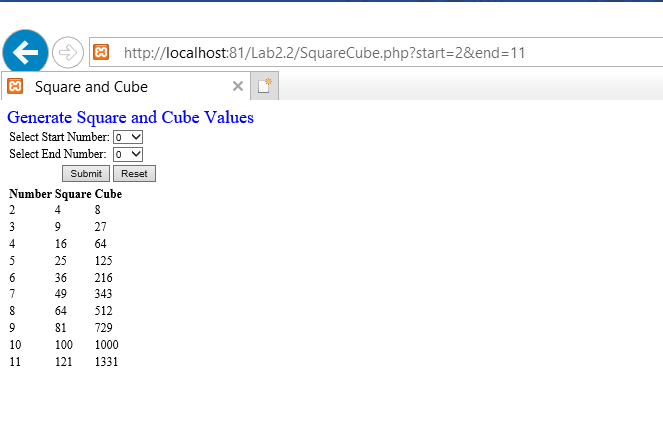 http://localhost:81/Lab2.2/SquareCube.php?start=2&end=11
Square and Cube
Generate Square and Cube Values
Select Start Number: 0
Select End Number: 0
Submit Reset
Number Square Cube
2 4 8
3 9 27
4 16 64
5 25 125
6 36 216
7 49 343
8 64 512
9 81 729
10 100 1000
11 121 1331